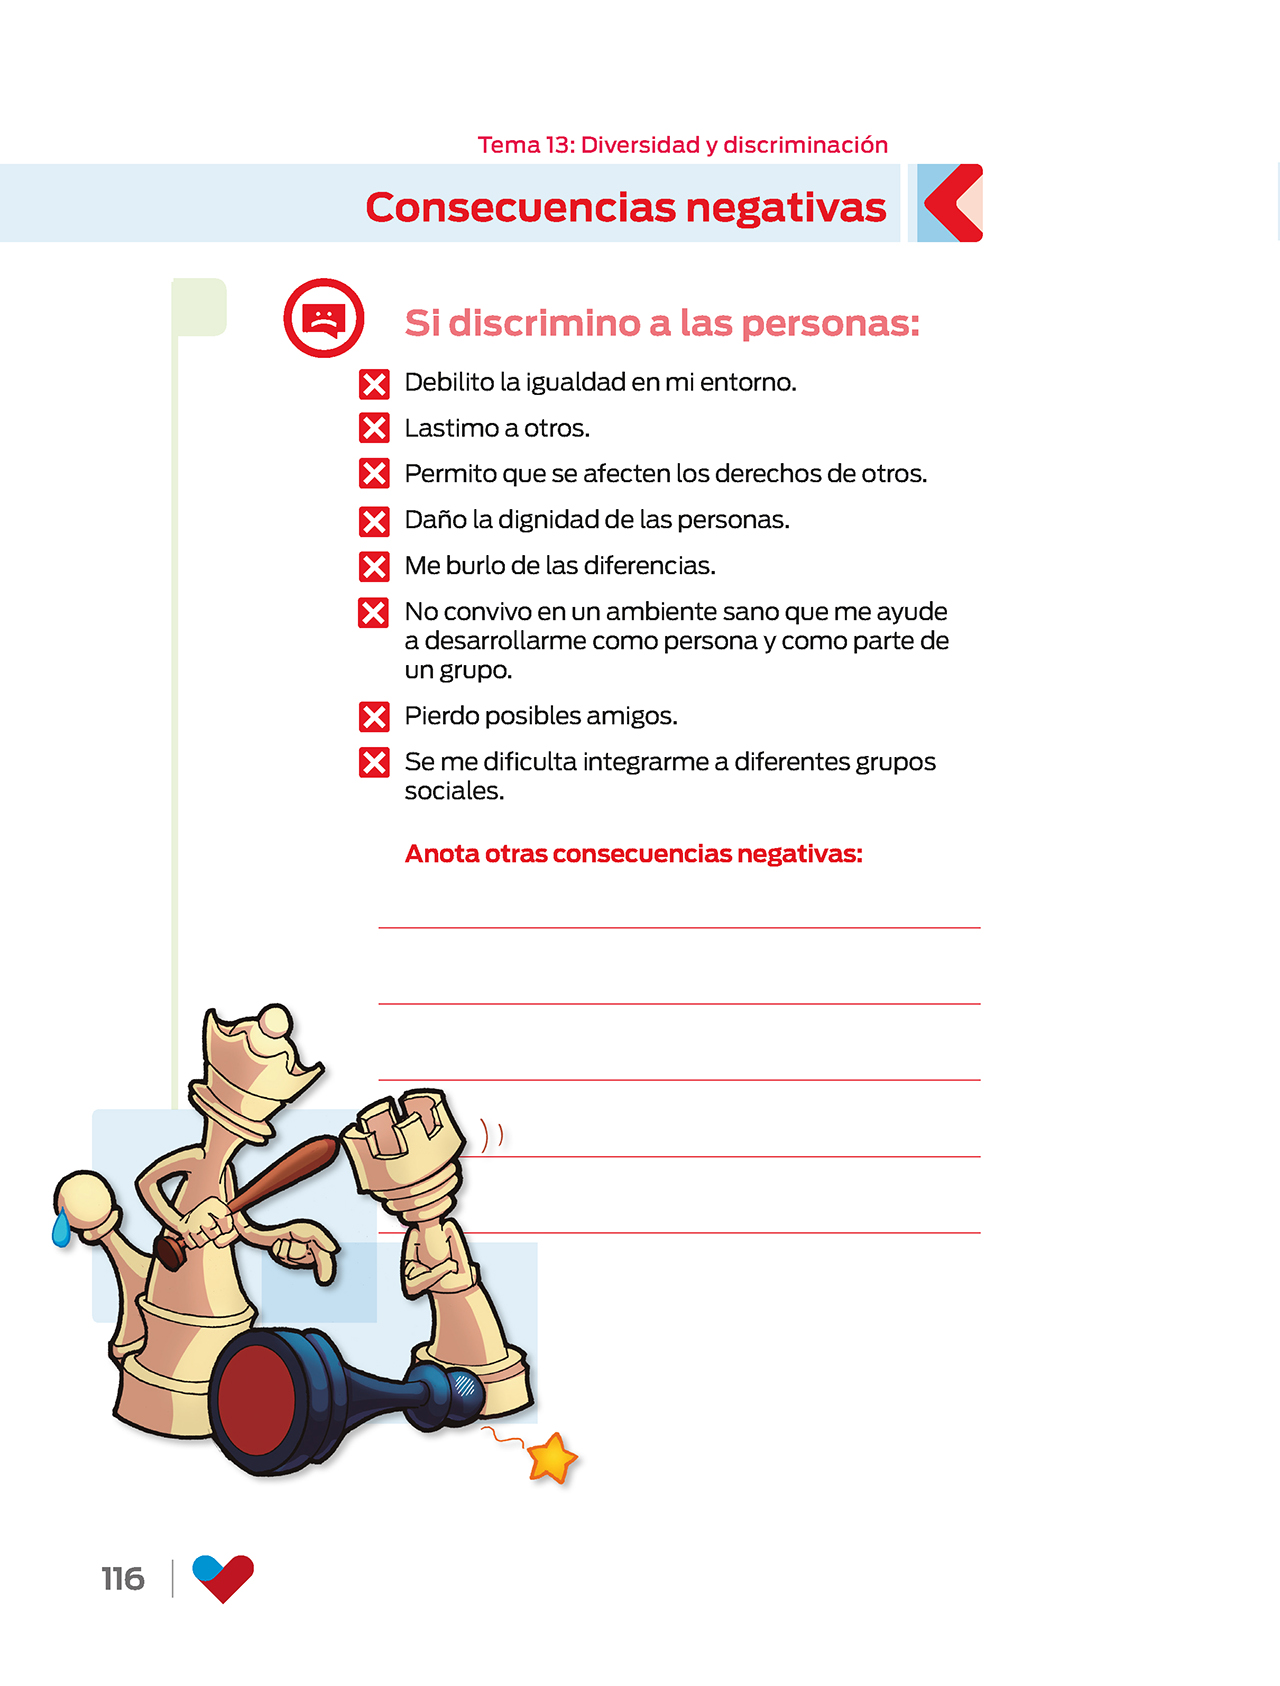 Tema 13: Diversidad y discriminación
Consecuencias negativas
Si discrimino a las personas:
Debilito la igualdad en mi entorno.
Lastimo a otros.
Permito que se afecten los derechos de otros.
Daño la dignidad de las personas.
Me burlo de las diferencias.
No convivo en un ambiente sano que me ayude
a desarrollarme como persona y como parte de
un grupo.
Pierdo posibles amigos.
Se me dificulta integrarme a diferentes grupos
sociales.
Anota otras consecuencias negativas:
116